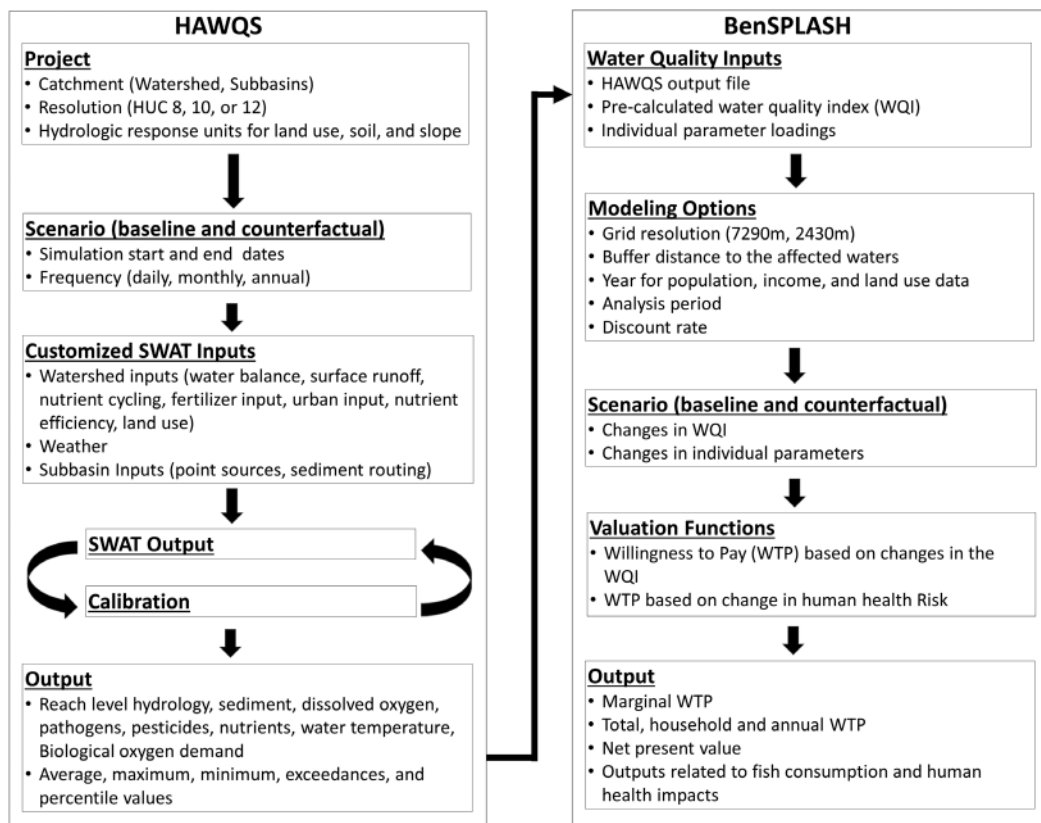 HAWQS
Project
• Catchment (Watershed, Subbasins)
• Resolution (HUC 8, 10, or 12)
• Hydrologic response units for land use, soil, and slope
Scenario (baseline and counterfactual)
• Simulation start and end dates
• Frequency (daily, monthly, annual)
Customized SWAT Inputs
• Watershed inputs (water balance, surface runoff,
nutrient cycling, fertilizer input, urban input, nutrient
efficiency, land use)
• Weather
• Subbasin Inputs (point sources, sediment routing)
SWAT Output
Calibration
Output
• Reach level hydrology, sediment, dissolved oxygen,
pathogens, pesticides, nutrients, water temperature,
Biological oxygen demand
• Average, maximum, minimum, exceedances, and
percentile values
BenSPLASH
Water Quality Inputs
• HAWQS output file
• Pre-calculated water quality index (WQI)
• Individual parameter loadings
Modeling Options
• Grid resolution (7290m, 2430m)
• Buffer distance to the affected waters
• Year for population, income, and land use data
• Analysis period
• Discount rate
Scenario (baseline and counterfactual)
• Changes in WQI
• Changes in individual parameters
Valuation Functions
• Willingness to Pay (WTP) based on changes in the
WQI
• WTP based on change in human health Risk
Output
• Marginal WTP
• Total, household and annual WTP
• Net present value
• Outputs related to fish consumption and human
health impacts